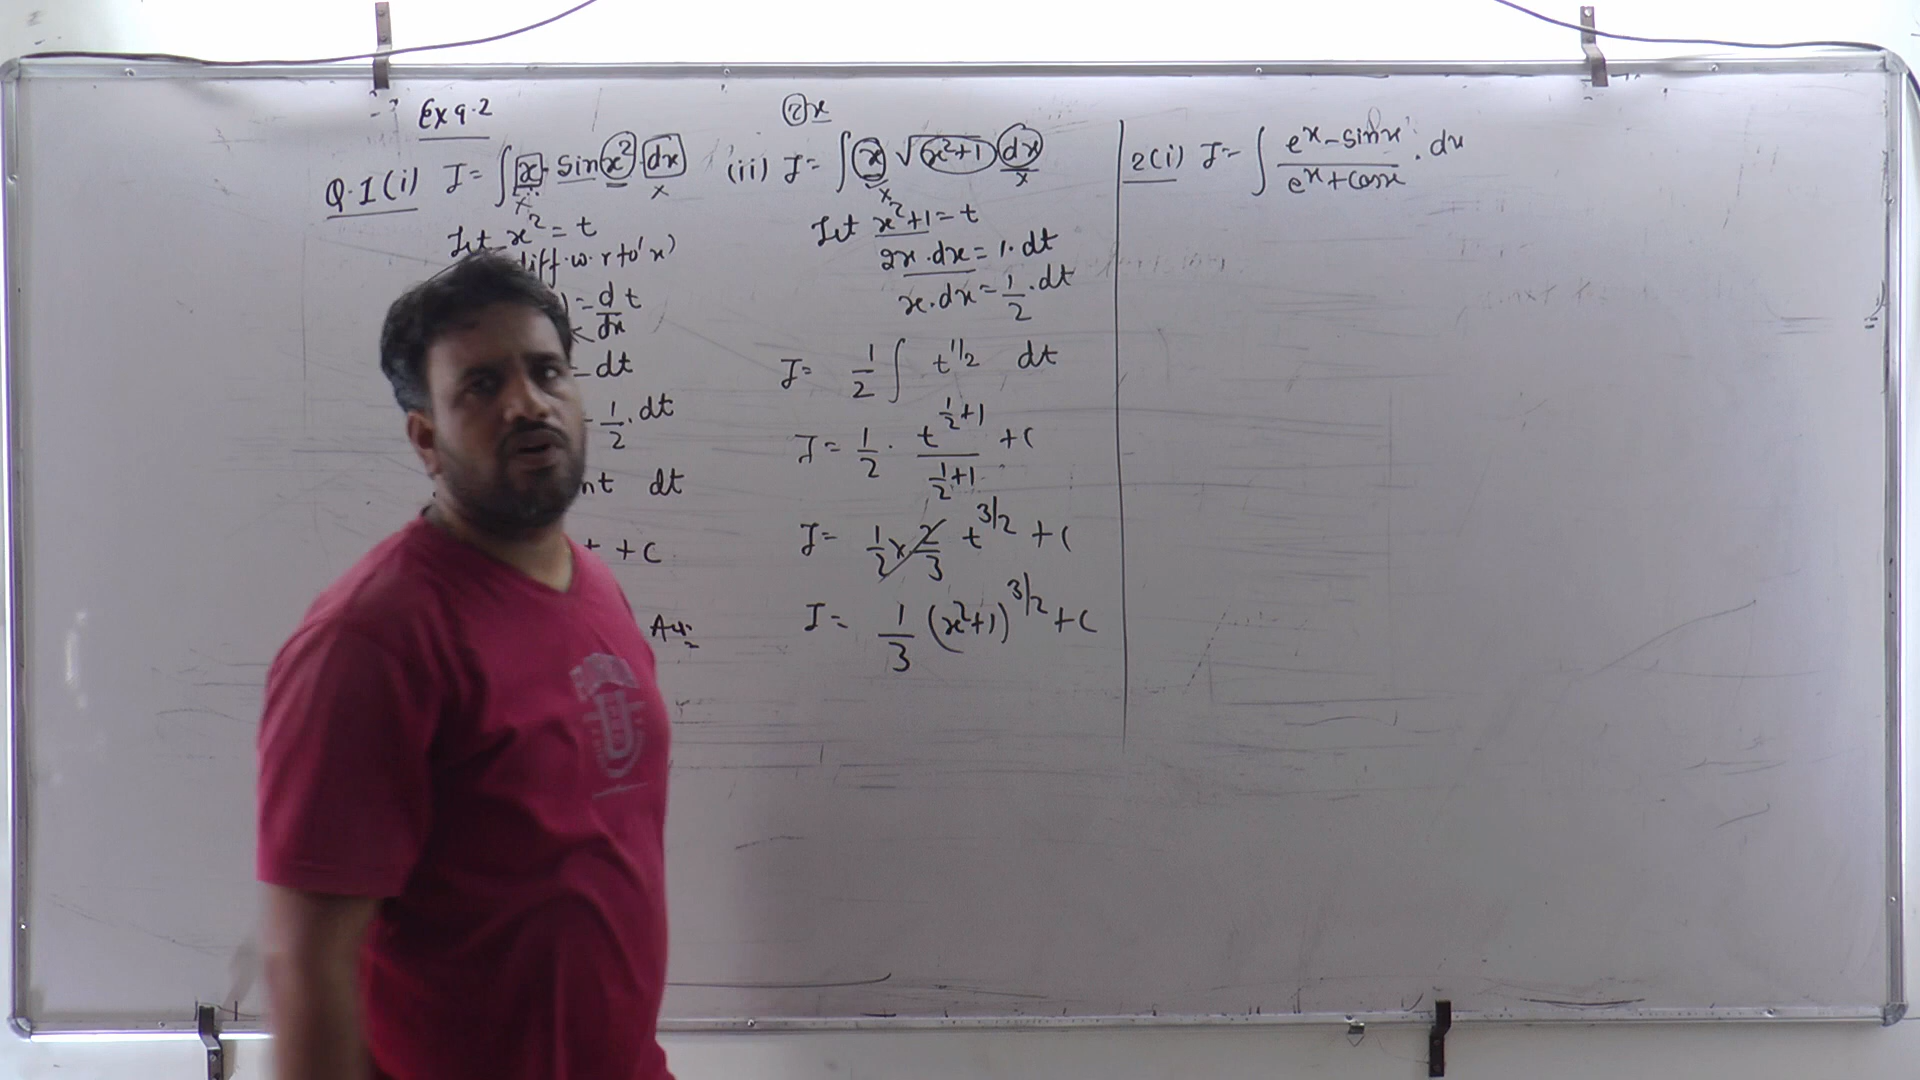 Ex 9.2
Q.1(i) I = ∫ x · sin x² · dx
x x
Let x² = t
diff. w. r to 'x')
) = d/dx t
= dt
1/2 · dt
nt dt
t + C
Ans
② x
(ii) I = ∫ x √(x²+1) dx
x x
Let x²+1 = t
2x · dx = 1 · dt
x · dx = 1/2 · dt
I = 1/2 ∫ t^1/2 dt
I = 1/2 · t^(1/2+1)/(1/2+1) + C
I = 1/2 × 2/3 t^3/2 + C
I = 1/3 (x²+1)^3/2 + C
2(i) I = ∫ (e^x − sin x)/(e^x + cos x) · dx
U